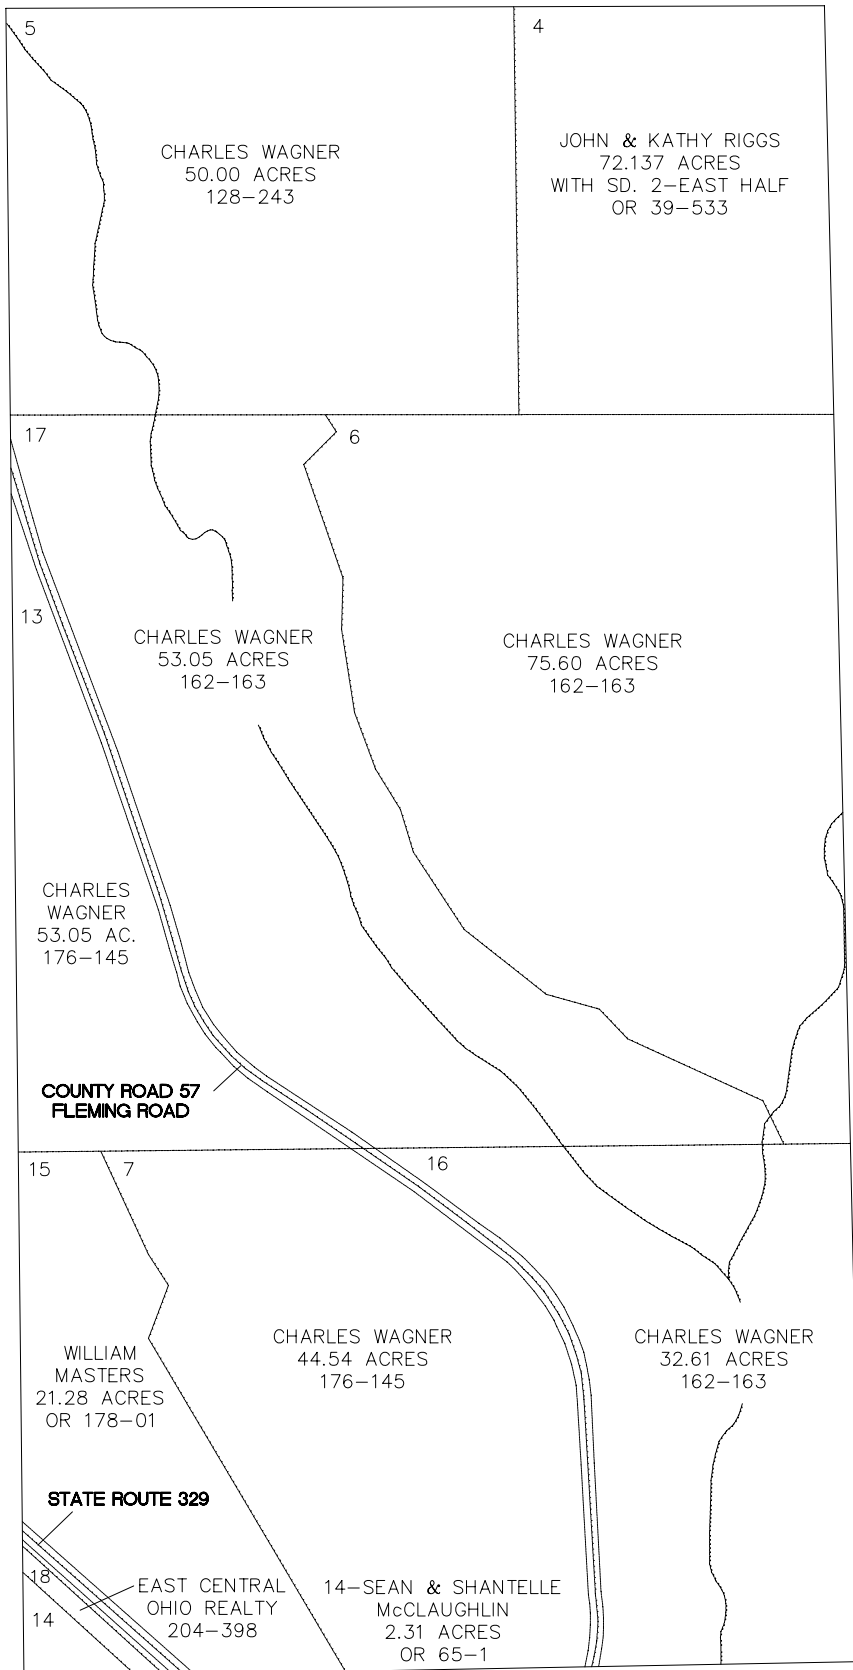 5
4
CHARLES WAGNER
50.00 ACRES
128-243
JOHN & KATHY RIGGS
72.137 ACRES
WITH SD. 2-EAST HALF
OR 39-533
17
6
13
CHARLES WAGNER
53.05 ACRES
162-163
CHARLES WAGNER
75.60 ACRES
162-163
CHARLES
WAGNER
53.05 AC.
176-145
COUNTY ROAD 57
FLEMING ROAD
15
7
16
WILLIAM
MASTERS
21.28 ACRES
OR 178-01
CHARLES WAGNER
44.54 ACRES
176-145
CHARLES WAGNER
32.61 ACRES
162-163
STATE ROUTE 329
18
14
EAST CENTRAL
OHIO REALTY
204-398
14-SEAN & SHANTELLE
McCLAUGHLIN
2.31 ACRES
OR 65-1